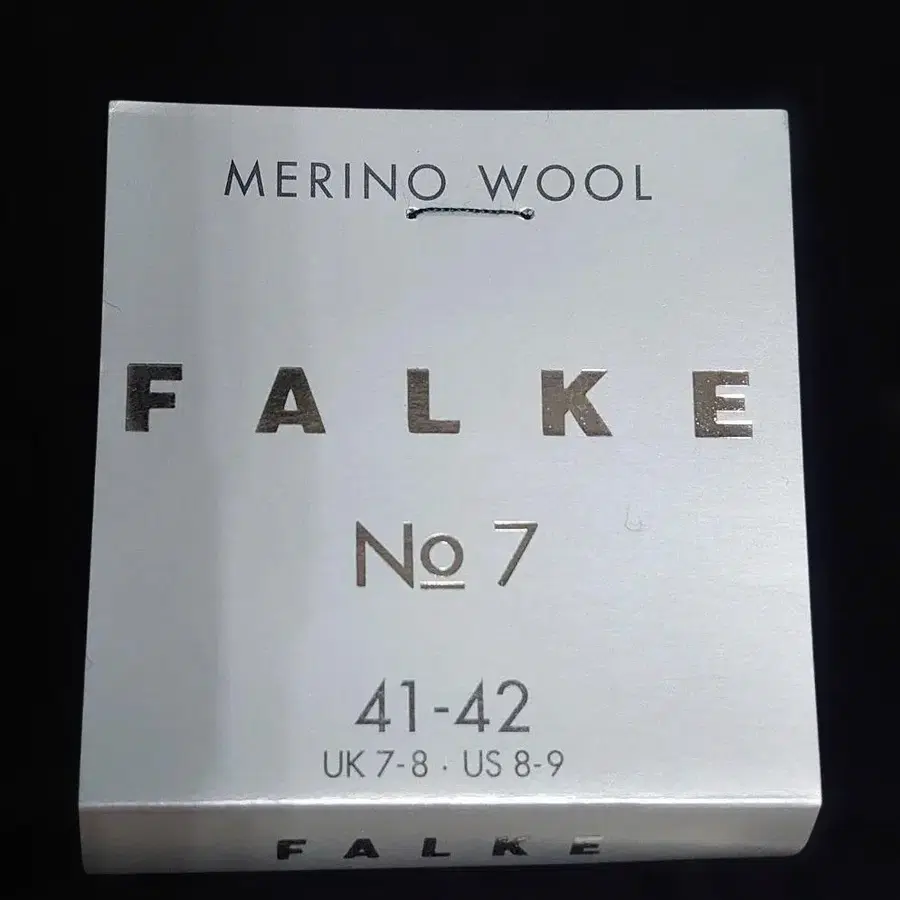 MERINO WOOL
FALKE
No 7
41-42
UK 7-8 · US 8-9
FALKE